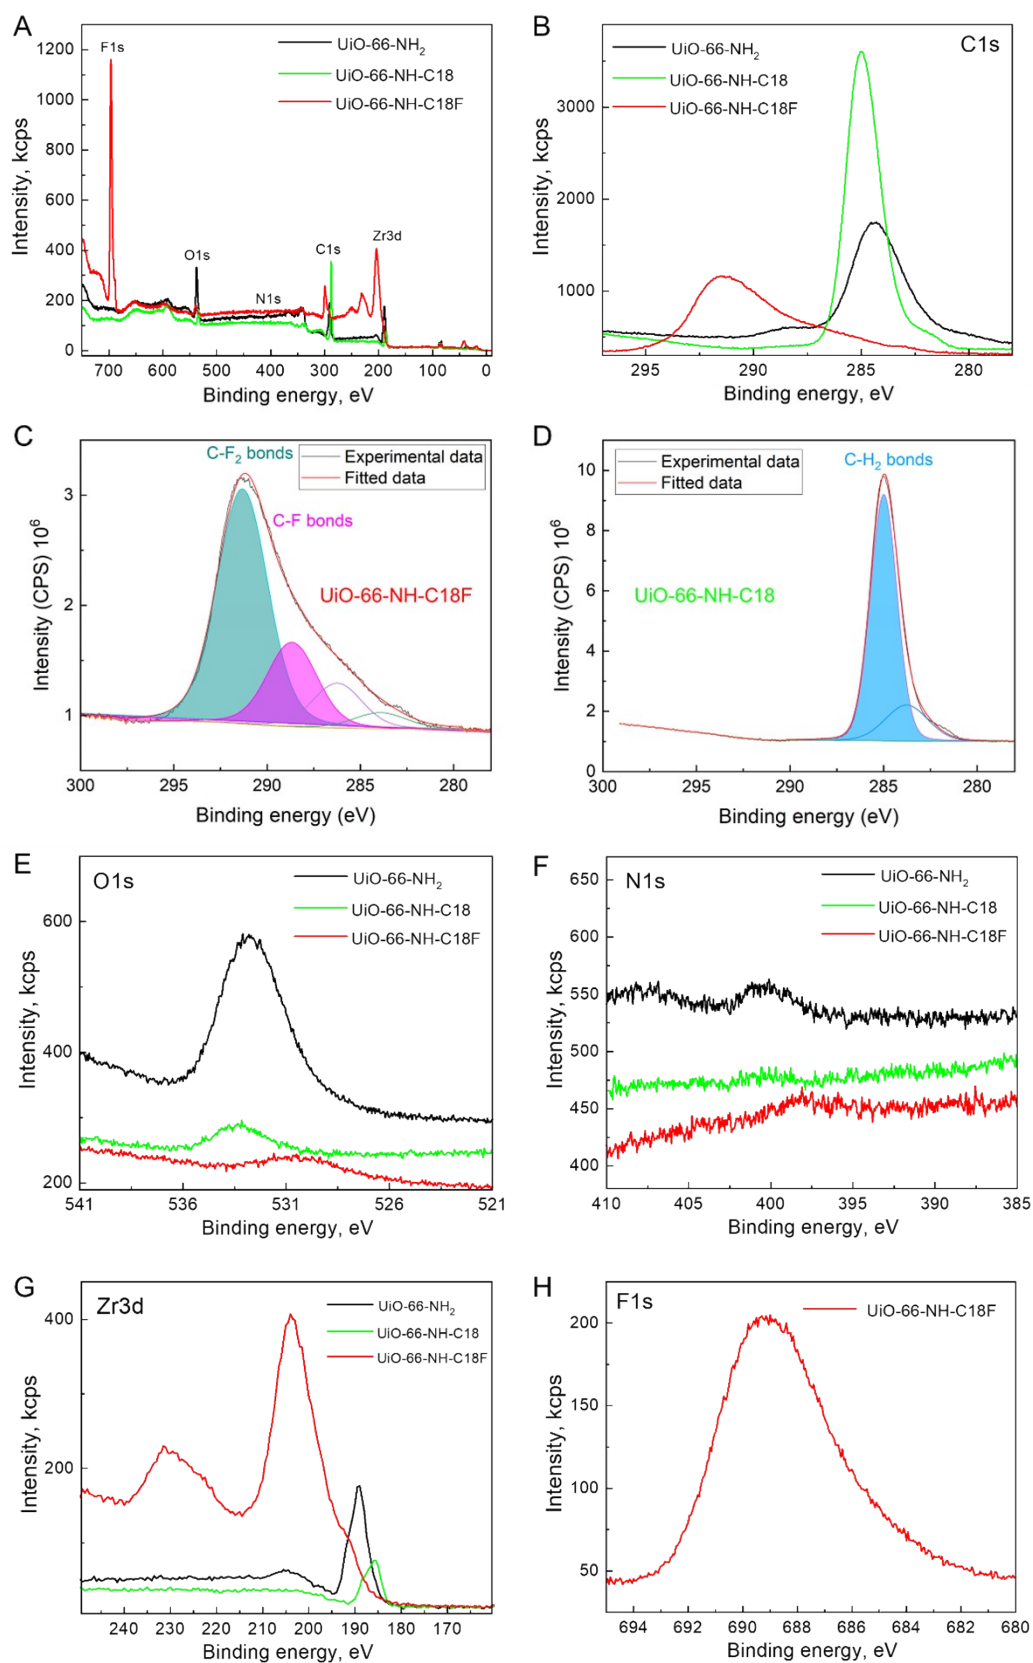 A
F1s
UiO-66-NH2
UiO-66-NH-C18
UiO-66-NH-C18F
O1s
N1s
C1s
Zr3d
1200
1000
800
600
400
200
0
Intensity, kcps
700 600 500 400 300 200 100 0
Binding energy, eV
B
C1s
UiO-66-NH2
UiO-66-NH-C18
UiO-66-NH-C18F
3000
2000
1000
Intensity, kcps
295 290 285 280
Binding energy, eV
C
C-F2 bonds
Experimental data
Fitted data
C-F bonds
UiO-66-NH-C18F
3
2
1
Intensity (CPS) 10^6
300 295 290 285 280
Binding energy (eV)
D
Experimental data
Fitted data
C-H2 bonds
UiO-66-NH-C18
10
8
6
4
2
0
Intensity (CPS) 10^6
300 295 290 285 280
Binding energy (eV)
E
O1s
UiO-66-NH2
UiO-66-NH-C18
UiO-66-NH-C18F
600
400
200
Intensity, kcps
541 536 531 526 521
Binding energy, eV
F
N1s
UiO-66-NH2
UiO-66-NH-C18
UiO-66-NH-C18F
650
600
550
500
450
400
Intensity, kcps
410 405 400 395 390 385
Binding energy, eV
G
Zr3d
UiO-66-NH2
UiO-66-NH-C18
UiO-66-NH-C18F
400
200
Intensity, kcps
240 230 220 210 200 190 180 170
Binding energy, eV
H
F1s
UiO-66-NH-C18F
200
150
100
50
Intensity, kcps
694 692 690 688 686 684 682 680
Binding energy, eV